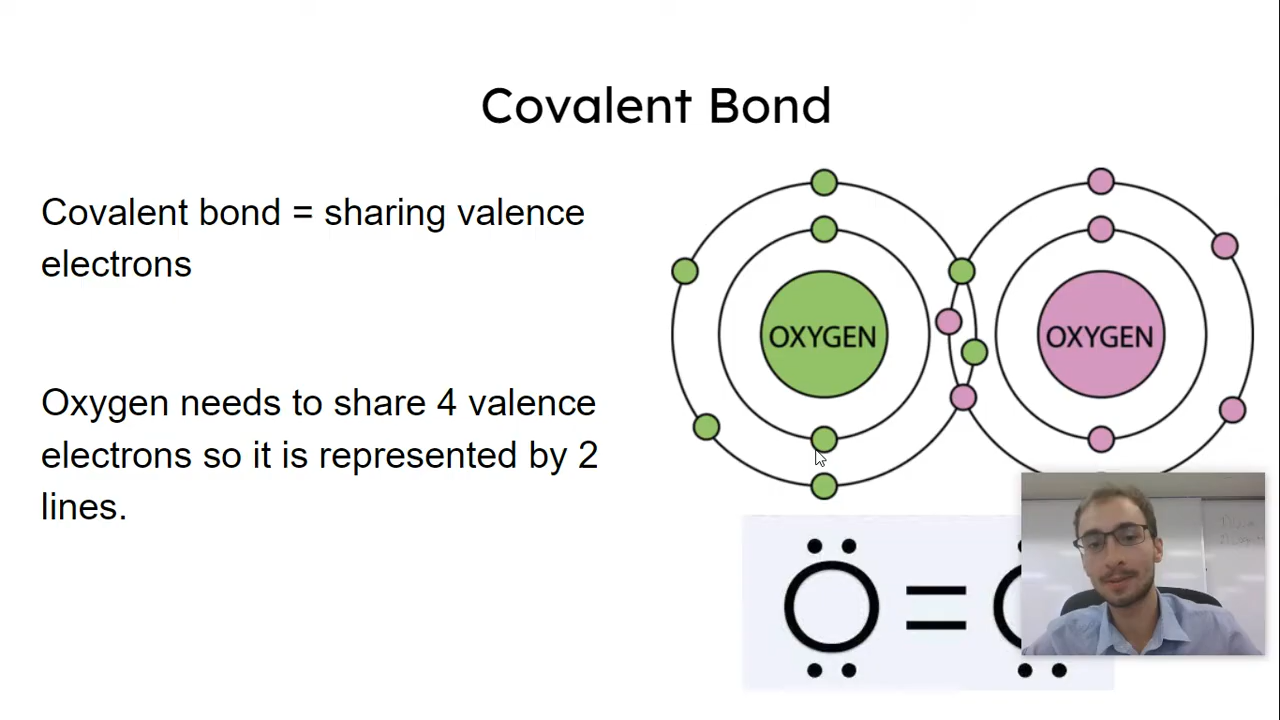 Covalent Bond
Covalent bond = sharing valence
electrons
OXYGEN
OXYGEN
Oxygen needs to share 4 valence
electrons so it is represented by 2
lines.
O = O